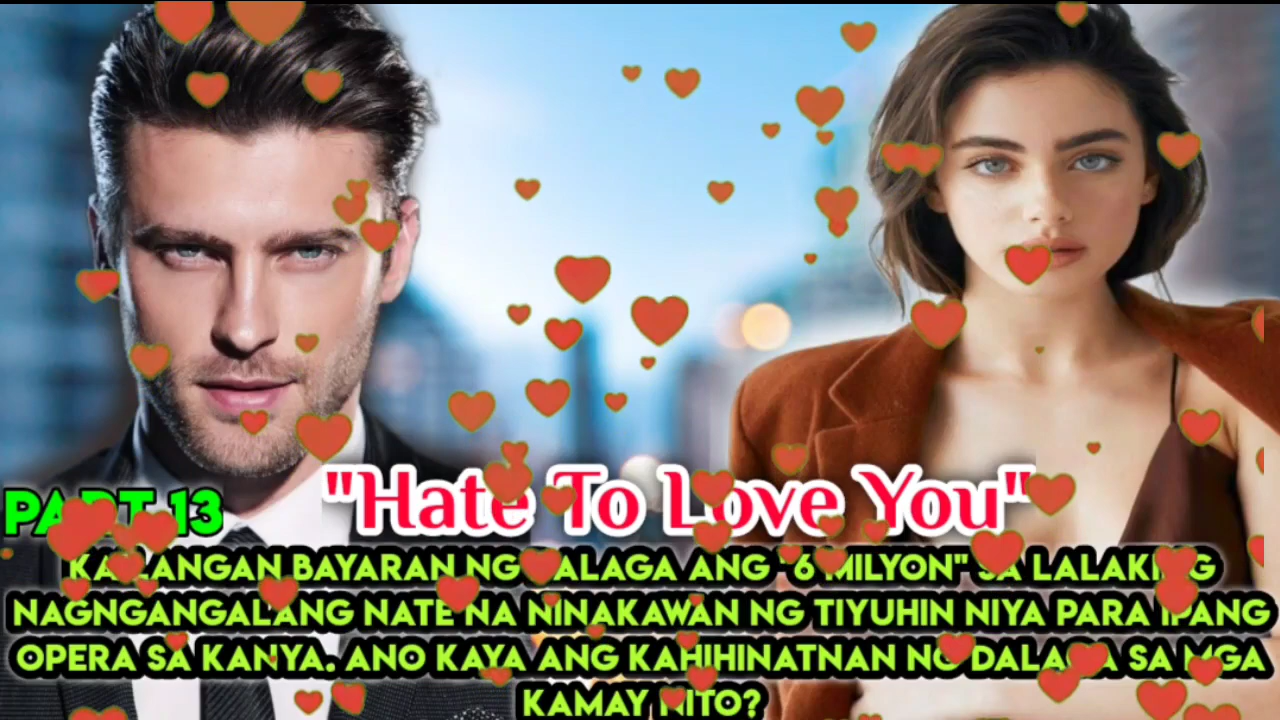 "Hate To Love You"
PART 13
KAILANGAN BAYARAN NG DALAGA ANG "6 MILYON" SA LALAKING
NAGNGANGALANG NATE NA NINAKAWAN NG TIYUHIN NIYA PARA IPANG
OPERA SA KANYA. ANO KAYA ANG KAHIHINATNAN NG DALAGA SA MGA
KAMAY NITO?